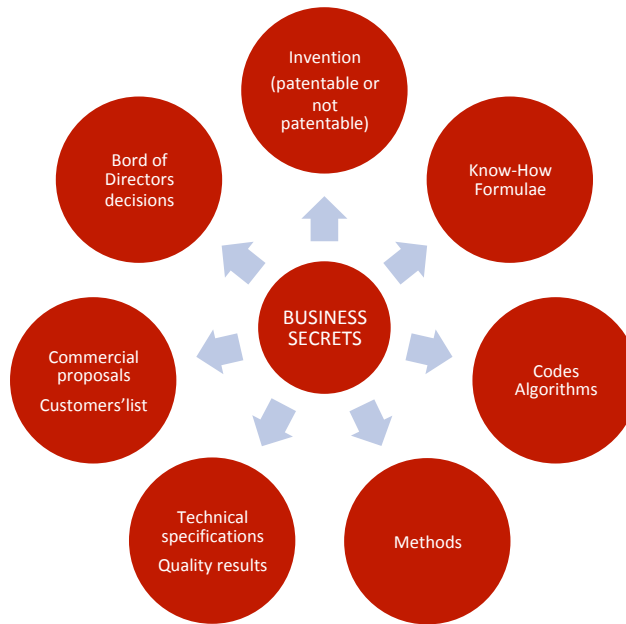 Invention
(patentable or
not
patentable)
Know-How
Formulae
Codes
Algorithms
Methods
Technical
specifications
Quality results
Commercial
proposals
Customers'list
Bord of
Directors
decisions
BUSINESS
SECRETS